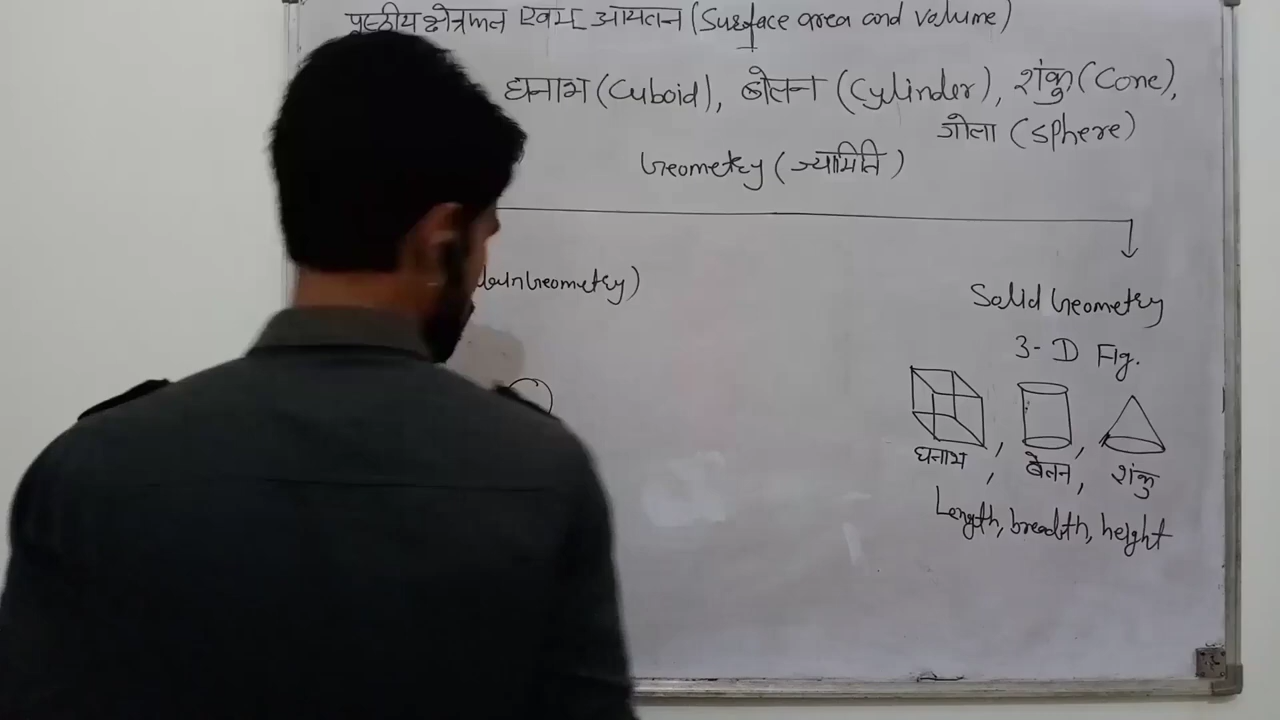 पृष्ठीय क्षेत्रफल एवम आयतन (Surface area and volume)
घनाभ (Cuboid), बेलन (Cylinder), शंकु (Cone),
गोला (sphere)
Geometry (ज्यामिति)
Geometry)
Solid Geometry
3-D Fig.
घनाभ, बेलन, शंकु
Length, breadth, height